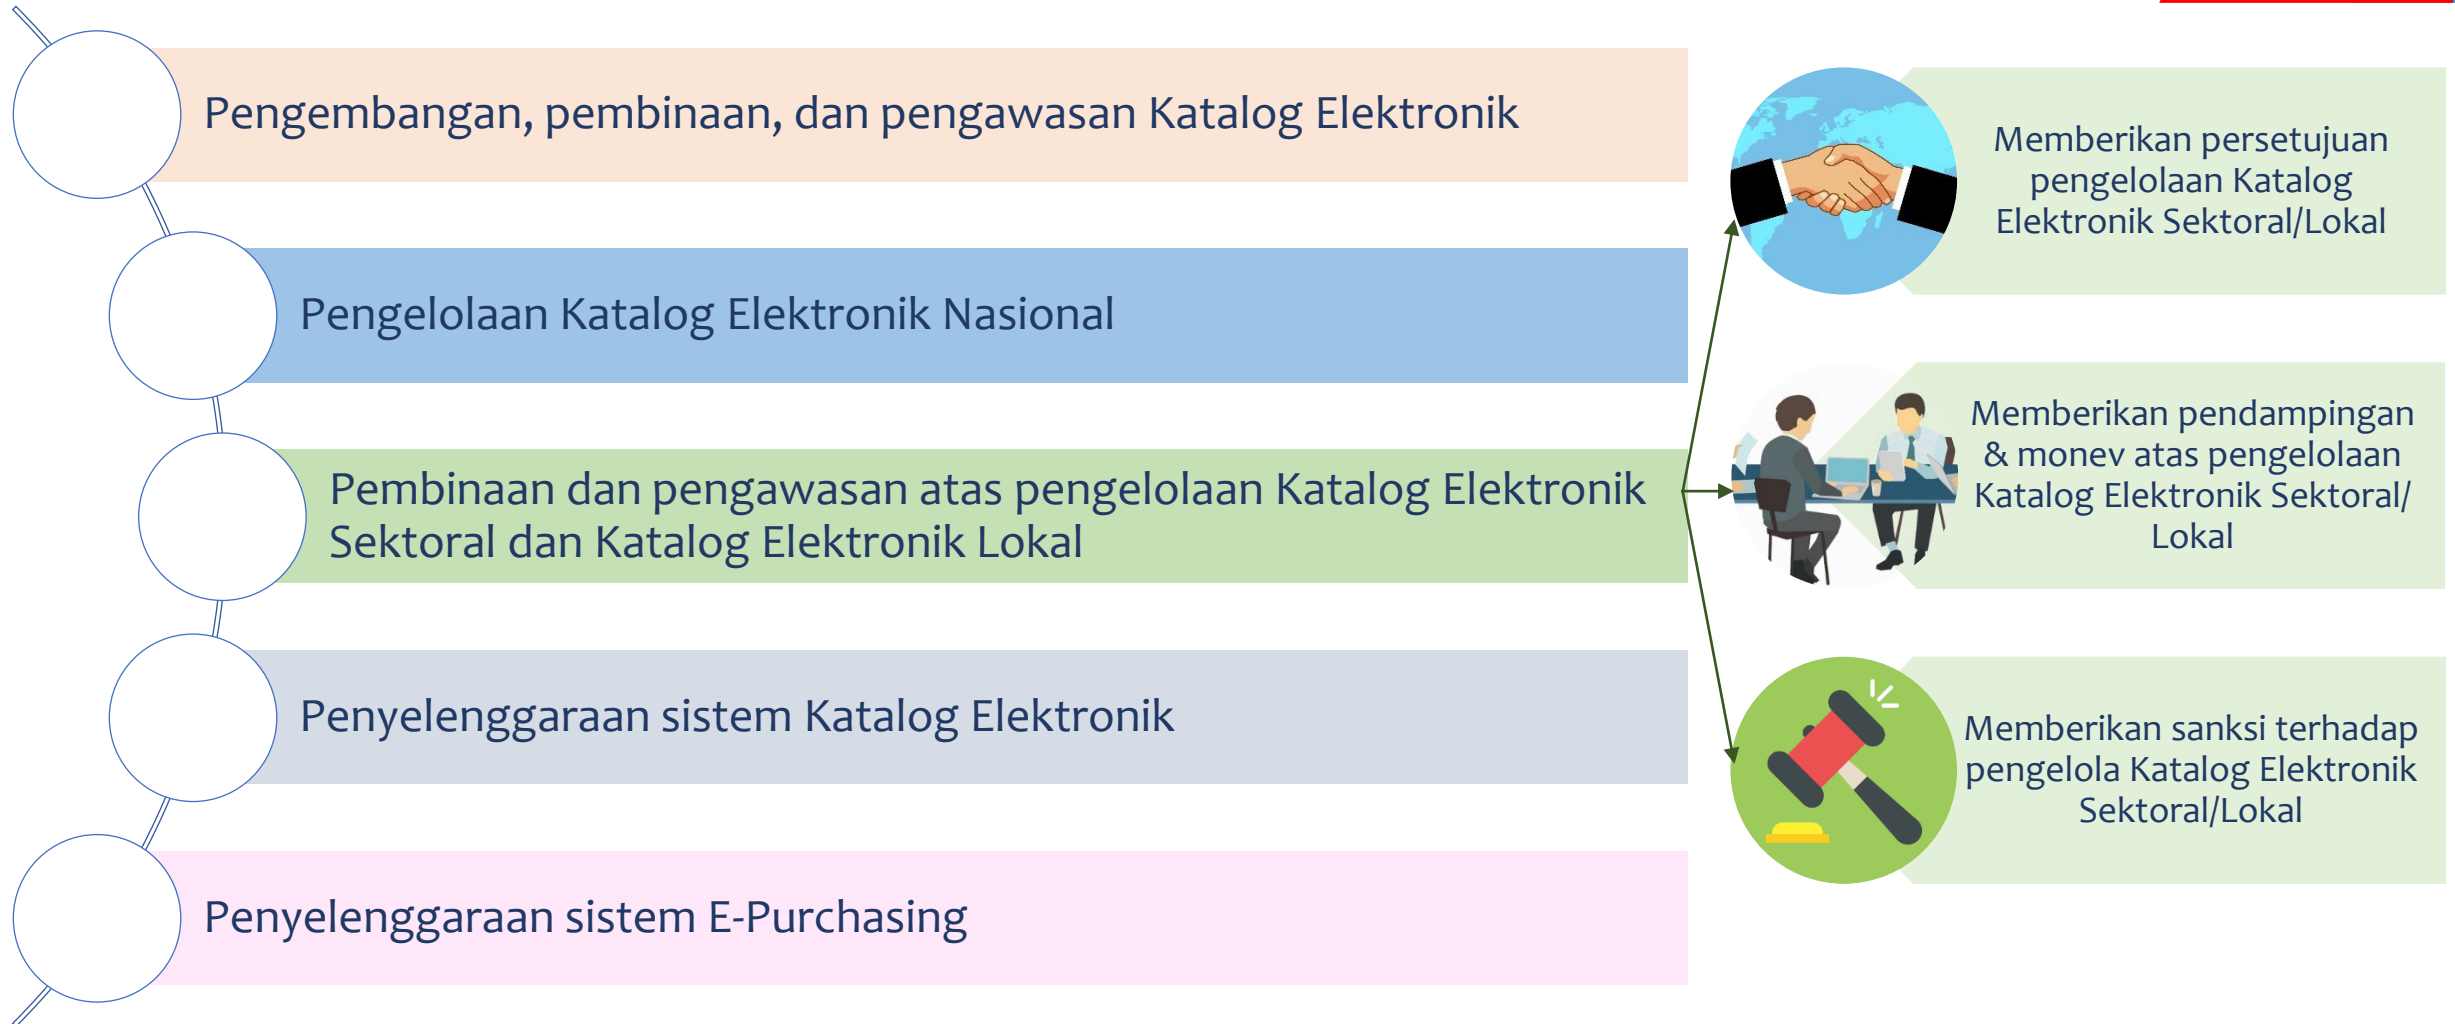 Pengembangan, pembinaan, dan pengawasan Katalog Elektronik
Pengelolaan Katalog Elektronik Nasional
Pembinaan dan pengawasan atas pengelolaan Katalog Elektronik
Sektoral dan Katalog Elektronik Lokal
Penyelenggaraan sistem Katalog Elektronik
Penyelenggaraan sistem E-Purchasing
Memberikan persetujuan
pengelolaan Katalog
Elektronik Sektoral/Lokal
Memberikan pendampingan
& monev atas pengelolaan
Katalog Elektronik Sektoral/
Lokal
Memberikan sanksi terhadap
pengelola Katalog Elektronik
Sektoral/Lokal